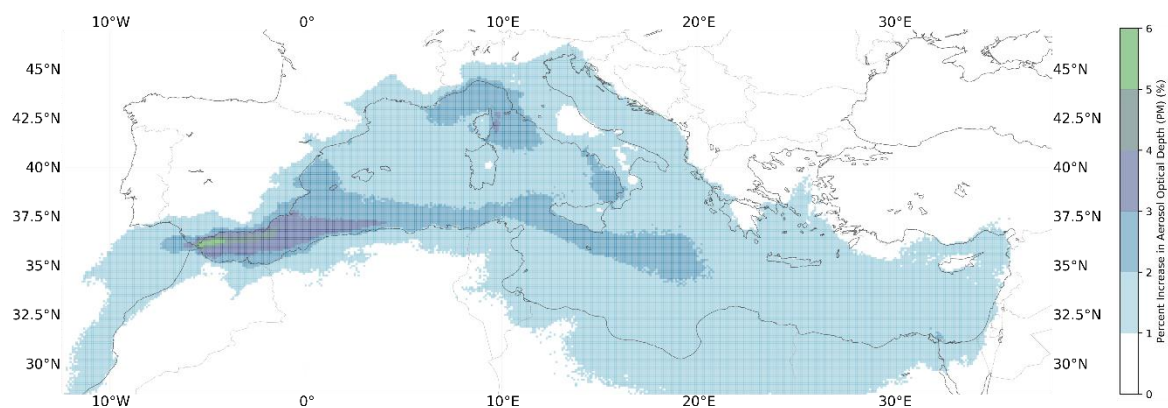 10°W 0° 10°E 20°E 30°E
45°N 45°N
42.5°N 42.5°N
40°N 40°N
37.5°N 37.5°N
35°N 35°N
32.5°N 32.5°N
30°N 30°N
10°W 0° 10°E 20°E 30°E
6
5
4
3
2
1
0
Percent Increase in Aerosol Optical Depth (PM) (%)